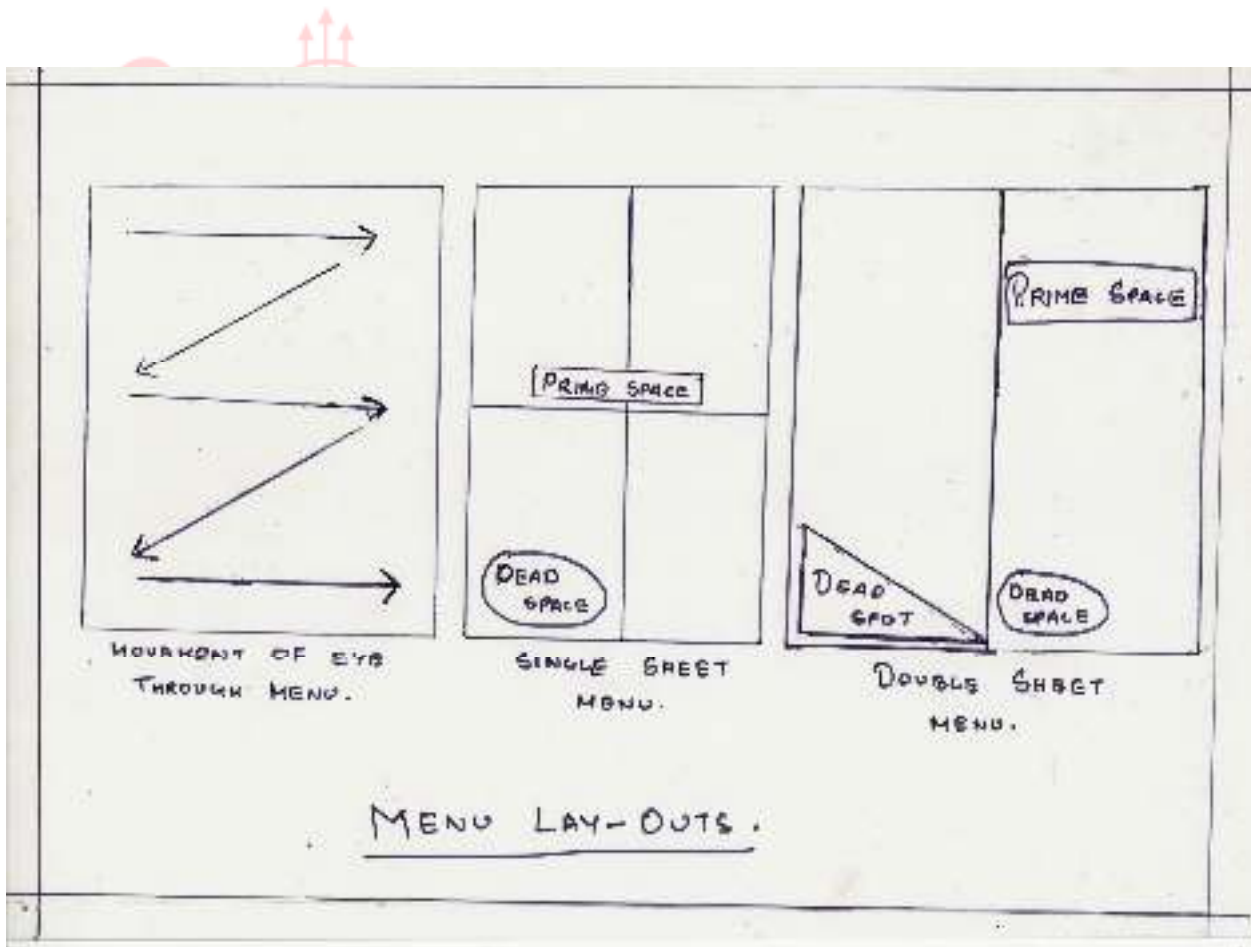 PRIME SPACE
PRIME SPACE
DEAD
SPACE
DEAD
SPOT
DEAD
SPACE
MOVEMENT OF EYE
THROUGH MENU.
SINGLE SHEET
MENU.
DOUBLE SHEET
MENU.
MENU LAY-OUTS.